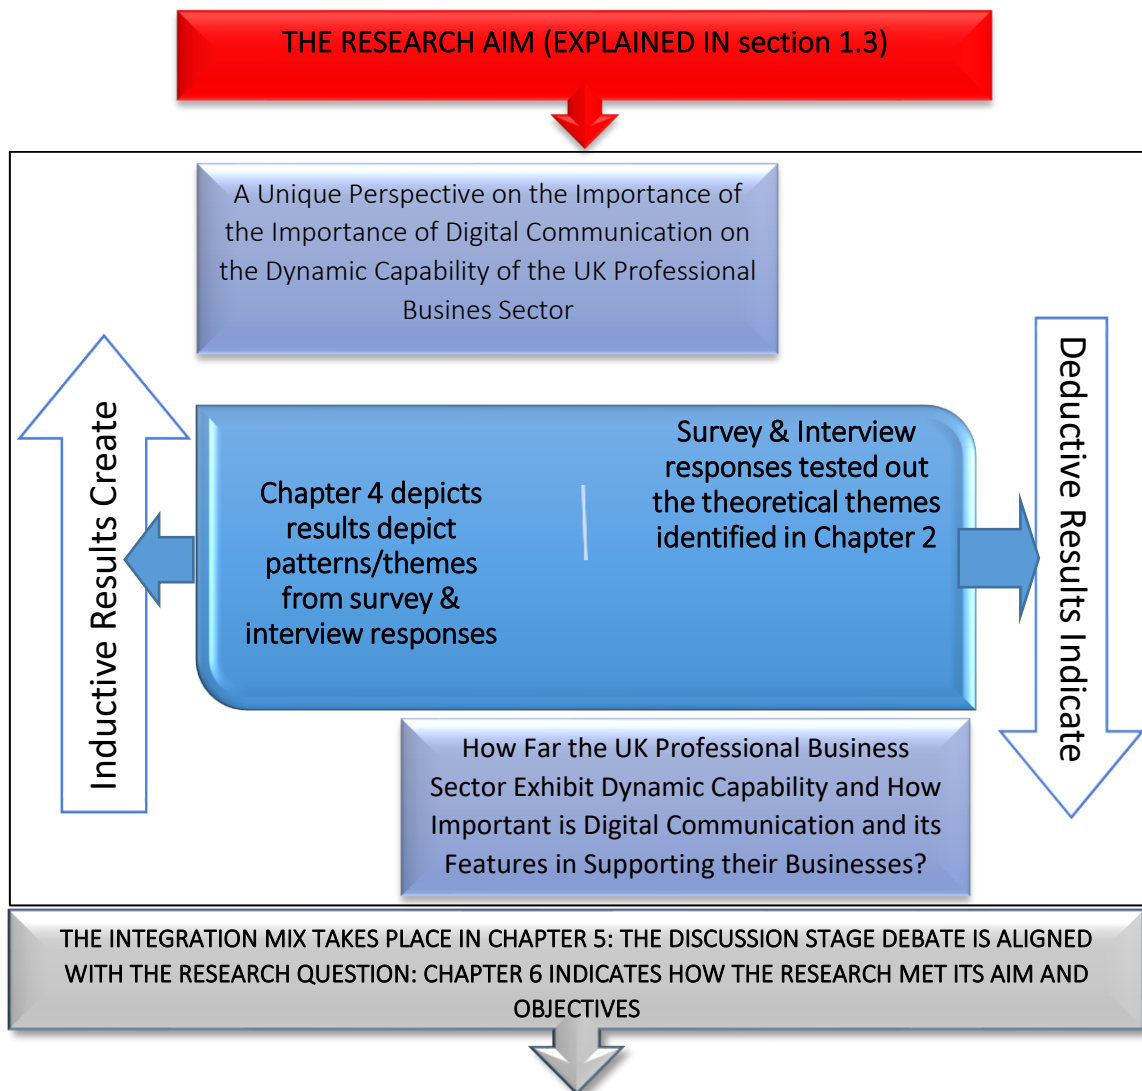 THE RESEARCH AIM (EXPLAINED IN section 1.3)
A Unique Perspective on the Importance of
the Importance of Digital Communication on
the Dynamic Capability of the UK Professional
Busines Sector
Inductive Results Create
Chapter 4 depicts
results depict
patterns/themes
from survey &
interview responses
Survey & Interview
responses tested out
the theoretical themes
identified in Chapter 2
Deductive Results Indicate
How Far the UK Professional Business
Sector Exhibit Dynamic Capability and How
Important is Digital Communication and its
Features in Supporting their Businesses?
THE INTEGRATION MIX TAKES PLACE IN CHAPTER 5: THE DISCUSSION STAGE DEBATE IS ALIGNED
WITH THE RESEARCH QUESTION: CHAPTER 6 INDICATES HOW THE RESEARCH MET ITS AIM AND
OBJECTIVES